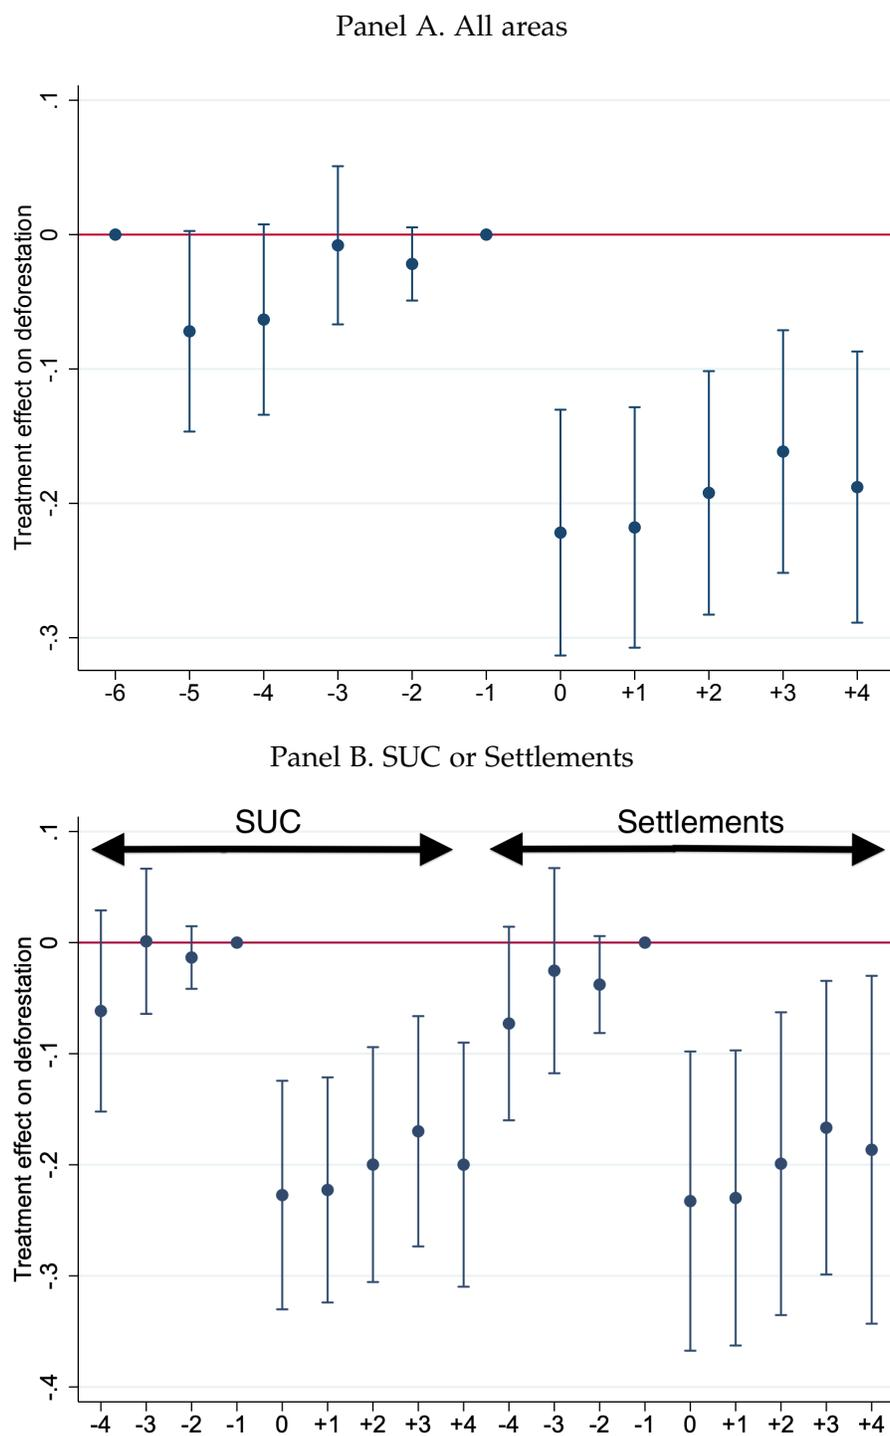 Panel A. All areas
.1
0
-.1
-.2
-.3
Treatment effect on deforestation
-6 -5 -4 -3 -2 -1 0 +1 +2 +3 +4
Panel B. SUC or Settlements
SUC Settlements
.1
0
-.1
-.2
-.3
-.4
Treatment effect on deforestation
-4 -3 -2 -1 0 +1 +2 +3 +4 -4 -3 -2 -1 0 +1 +2 +3 +4